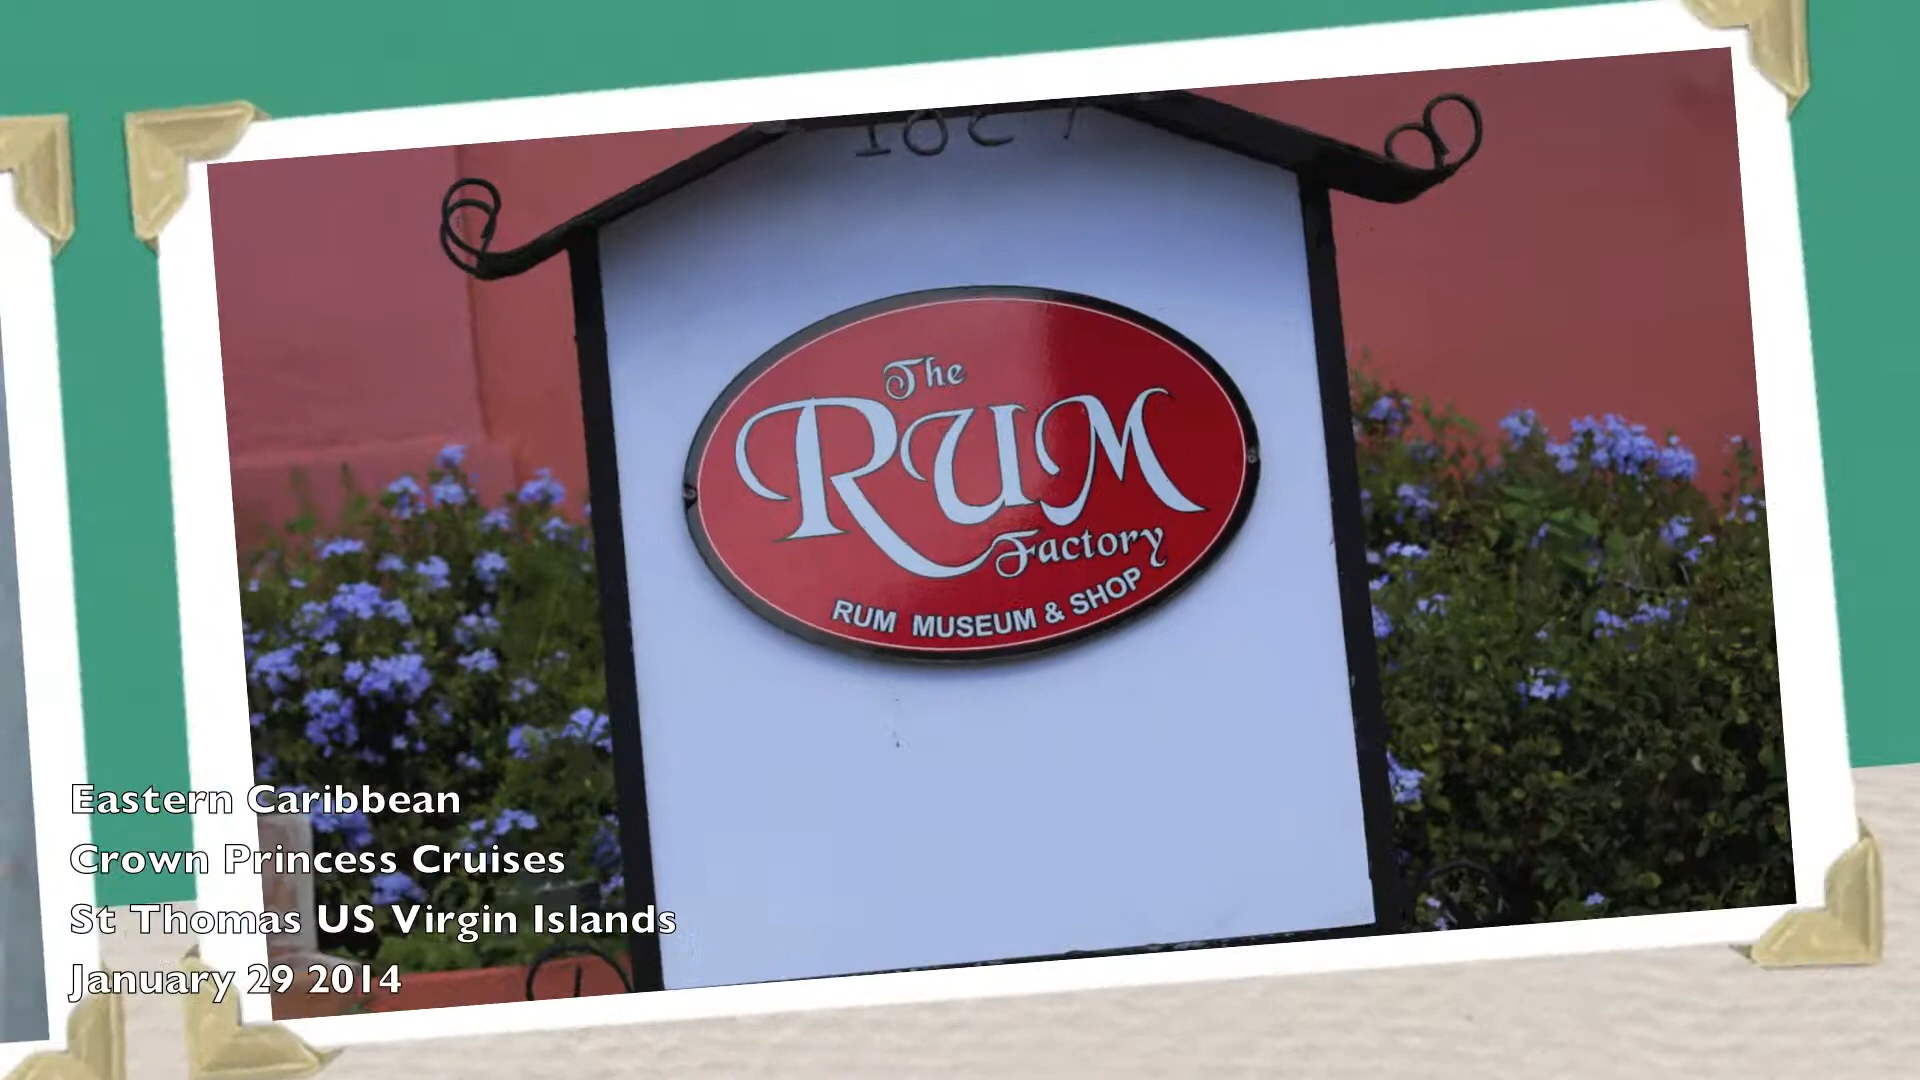 The
RUM
Factory
RUM MUSEUM & SHOP
Eastern Caribbean
Crown Princess Cruises
St Thomas US Virgin Islands
January 29 2014